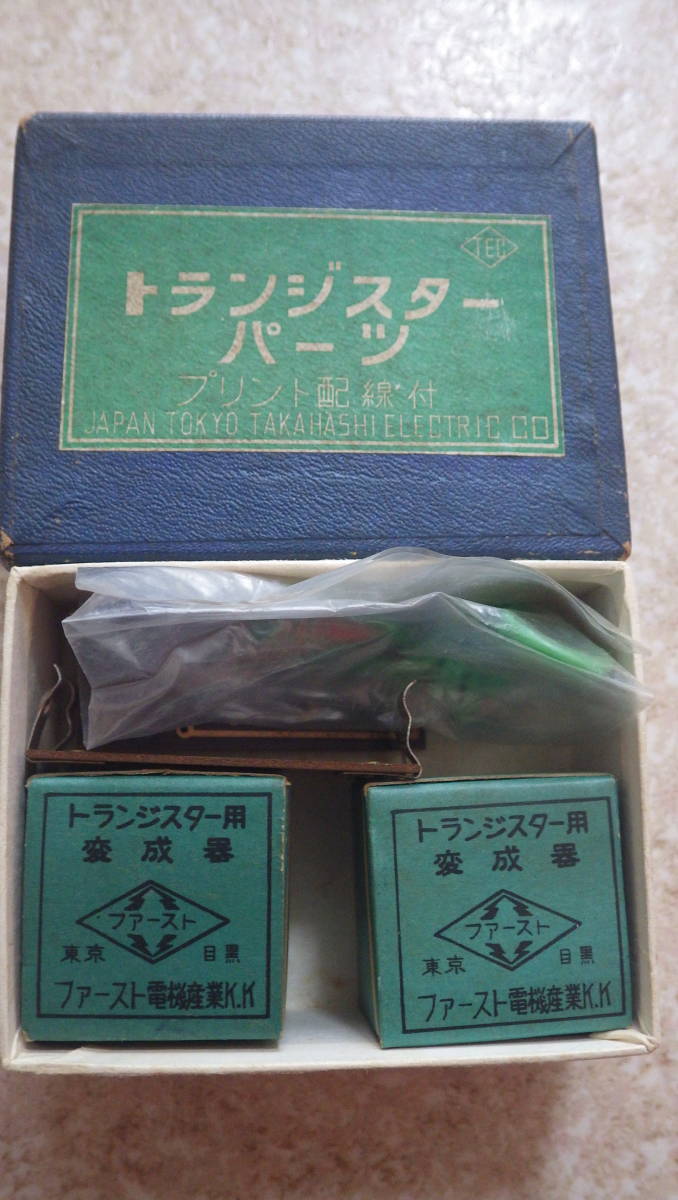 TEC
トランジスター
パーツ
プリント配線付
JAPAN TOKYO TAKAHASHI ELECTRIC CO
トランジスター用
変成器
ファースト
東京 目黒
ファースト電機産業K.K
トランジスター用
変成器
ファースト
東京 目黒
ファースト電機産業K.K